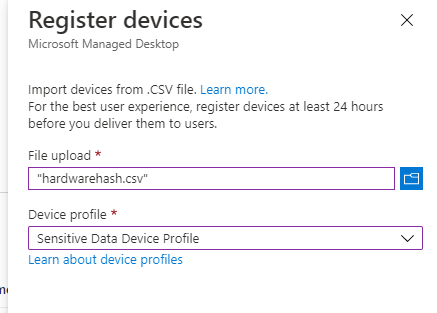 Register devices
Microsoft Managed Desktop
Import devices from .CSV file. Learn more.
For the best user experience, register devices at least 24 hours
before you deliver them to users.
File upload *
"hardwarehash.csv"
Device profile *
Sensitive Data Device Profile
Learn about device profiles